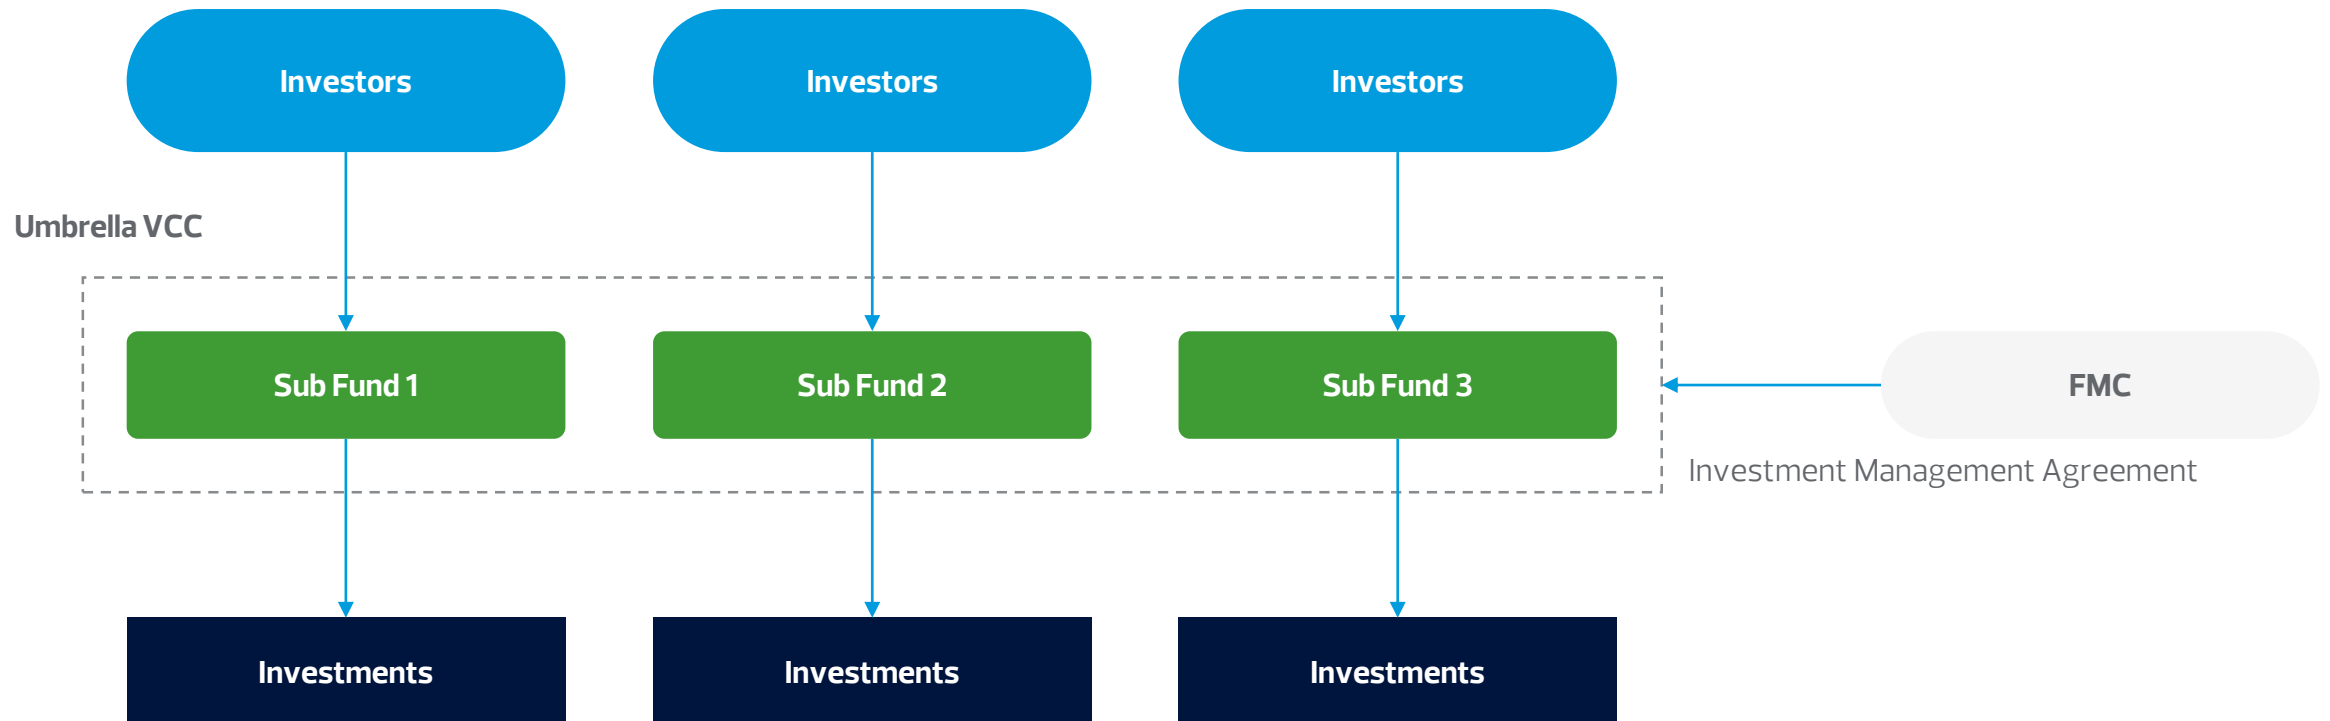 Investors
Investors
Investors
Umbrella VCC
Sub Fund 1
Sub Fund 2
Sub Fund 3
FMC
Investment Management Agreement
Investments
Investments
Investments